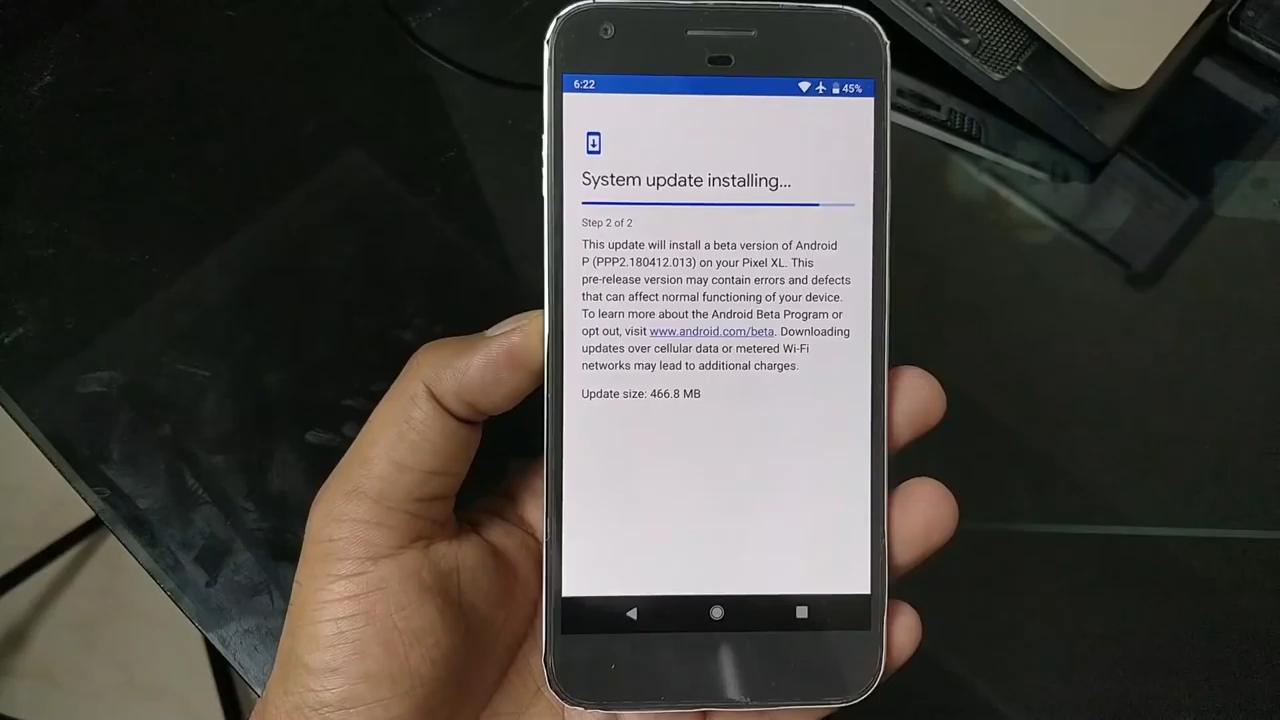 6:22 45%
System update installing...
Step 2 of 2
This update will install a beta version of Android
P (PPP2.180412.013) on your Pixel XL. This
pre-release version may contain errors and defects
that can affect normal functioning of your device.
To learn more about the Android Beta Program or
opt out, visit www.android.com/beta. Downloading
updates over cellular data or metered Wi-Fi
networks may lead to additional charges.
Update size: 466.8 MB